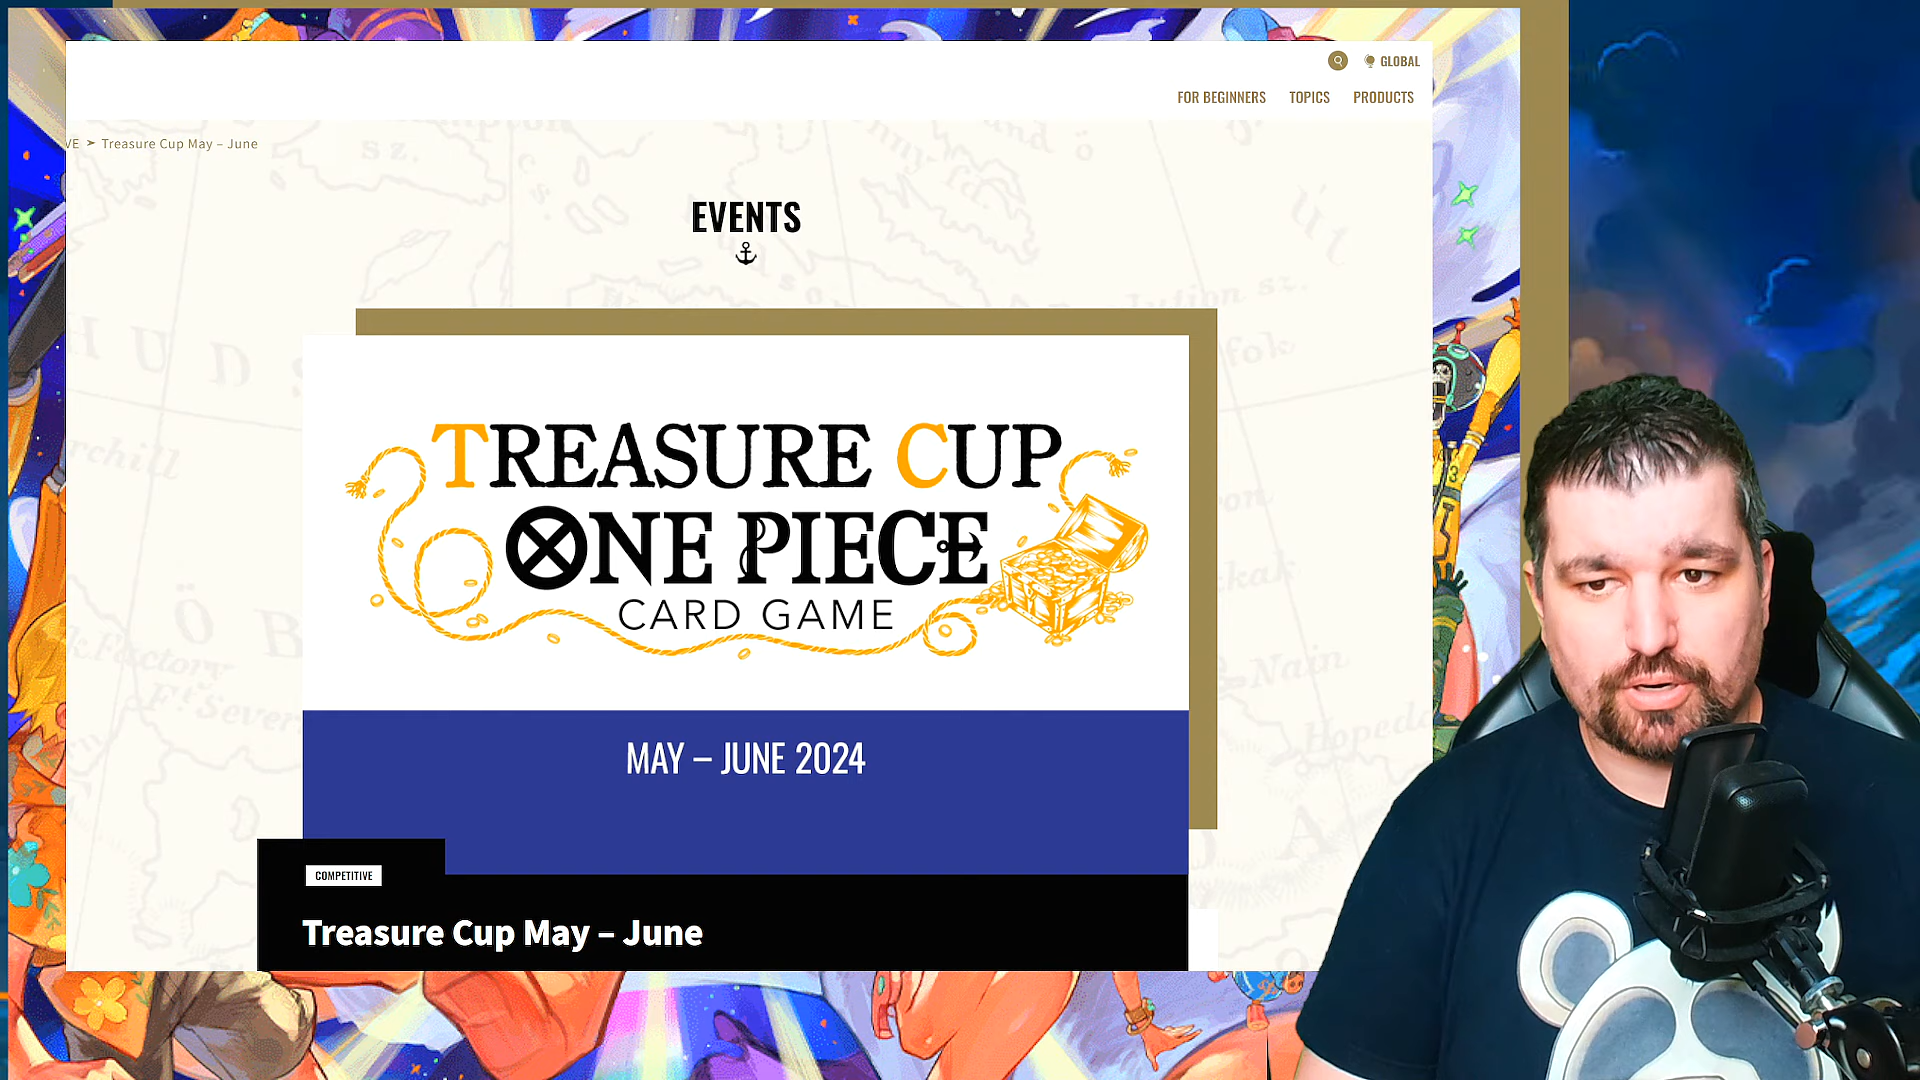 GLOBAL
FOR BEGINNERS TOPICS PRODUCTS
VE ➤ Treasure Cup May – June
EVENTS
TREASURE CUP
ONE PIECE
CARD GAME
MAY – JUNE 2024
COMPETITIVE
Treasure Cup May – June